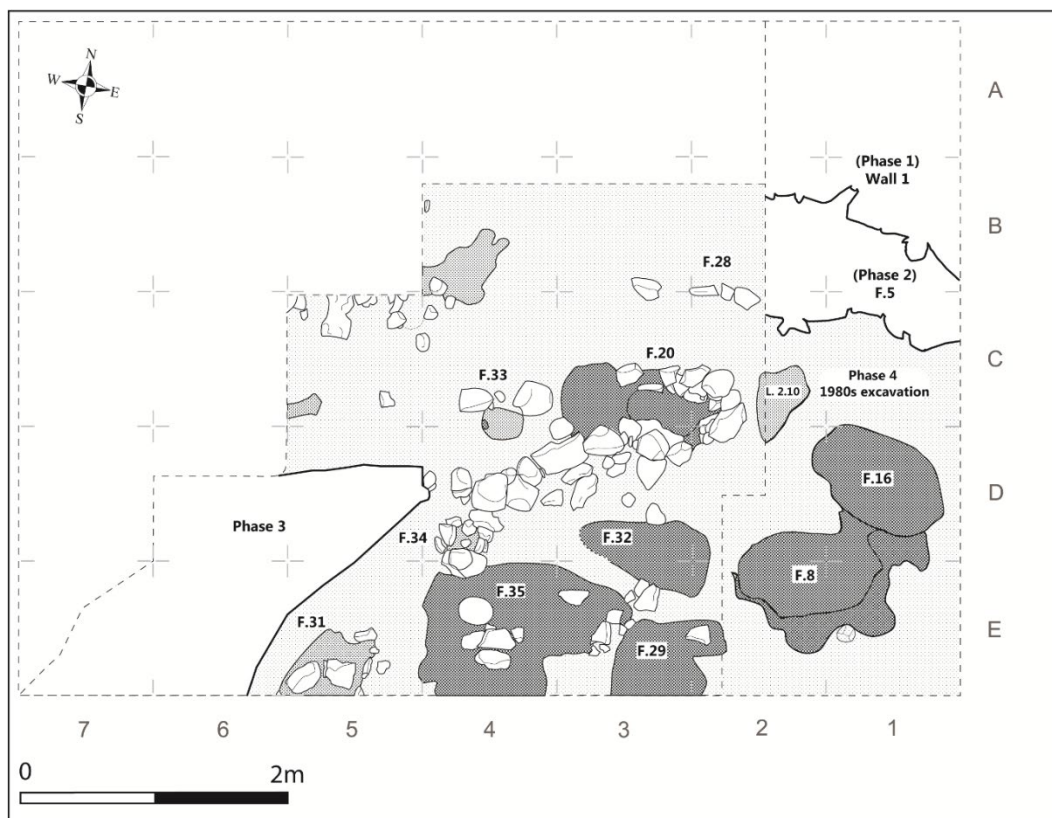 N
W E
S
A
(Phase 1)
Wall 1
B
F.28
(Phase 2)
F.5
F.20
C
F.33
Phase 4
1980s excavation
L. 2.10
F.16
D
Phase 3
F.34
F.32
F.8
F.35
F.31
E
F.29
7 6 5 4 3 2 1
0 2m